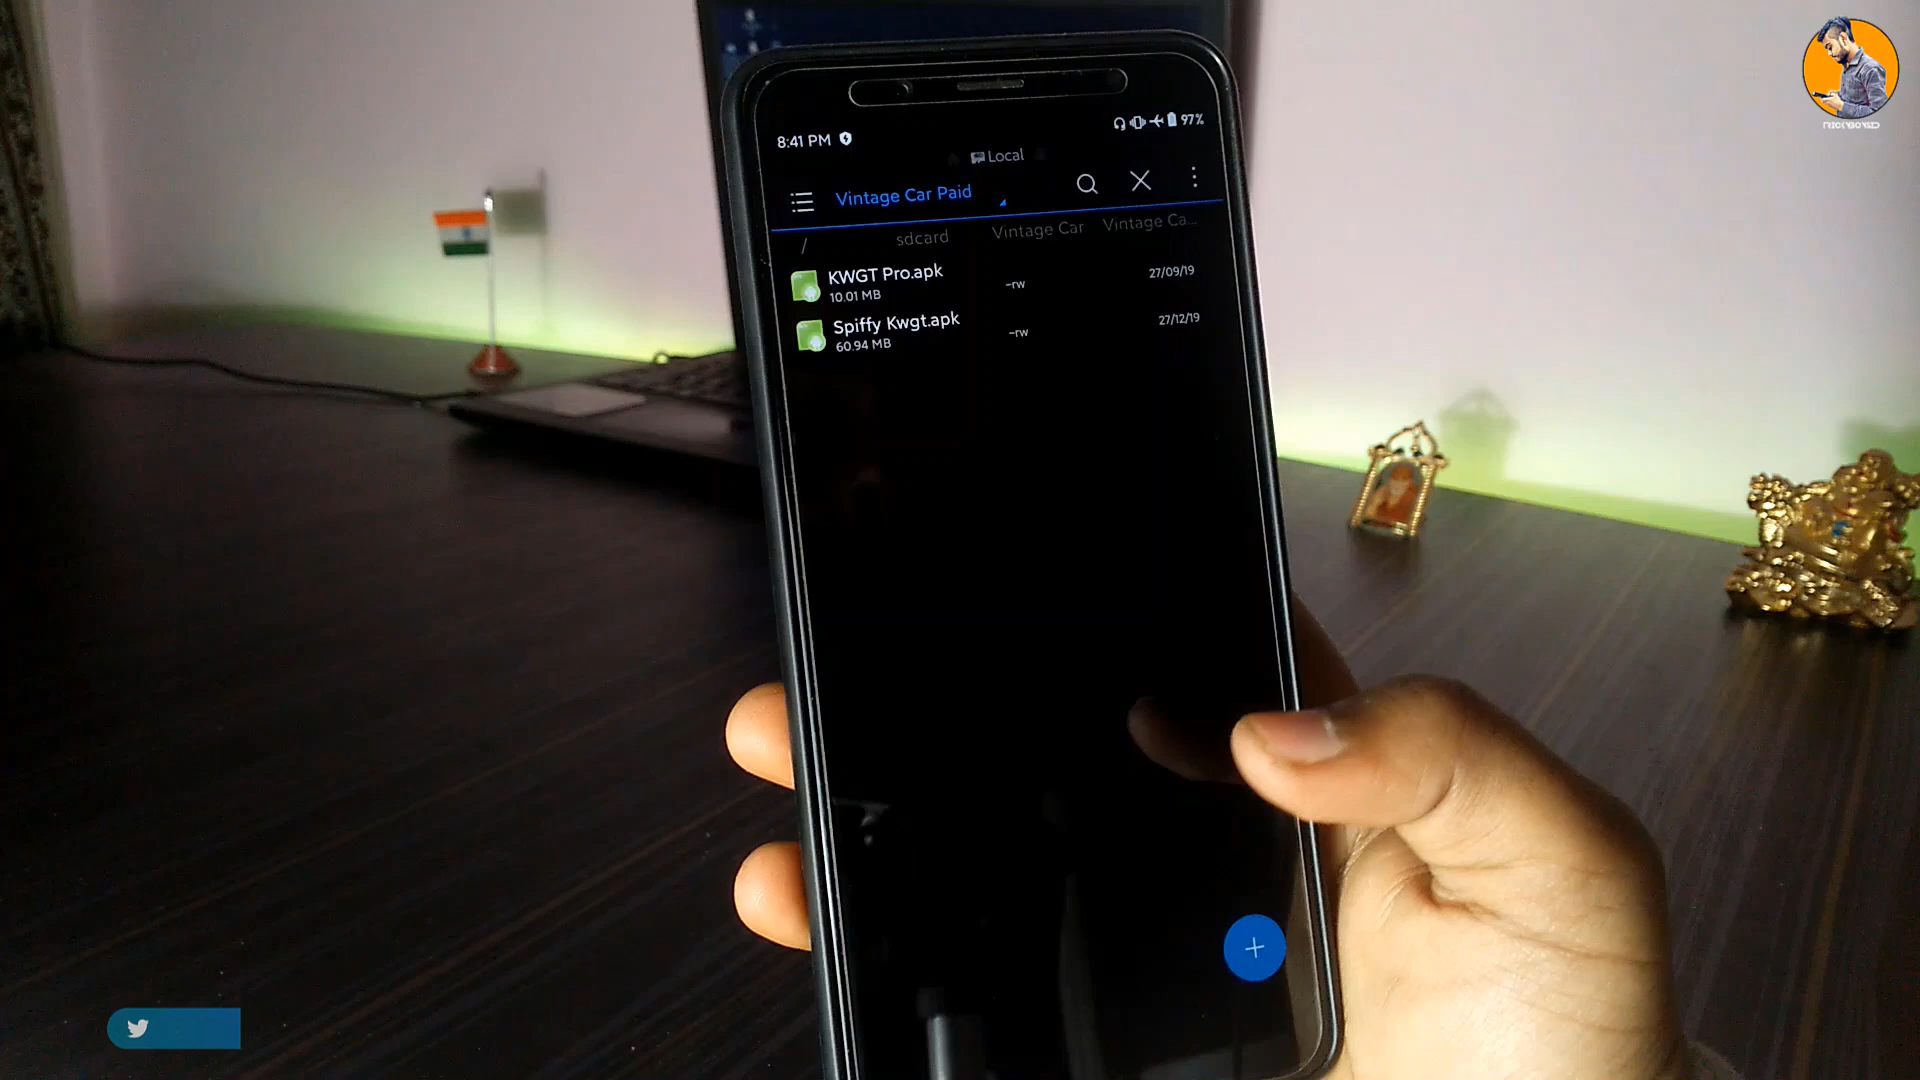 8:41 PM
97%
Local
Vintage Car Paid
/ sdcard Vintage Car Vintage Ca...
KWGT Pro.apk
10.01 MB
-rw
27/09/19
Spiffy Kwgt.apk
60.94 MB
-rw
27/12/19